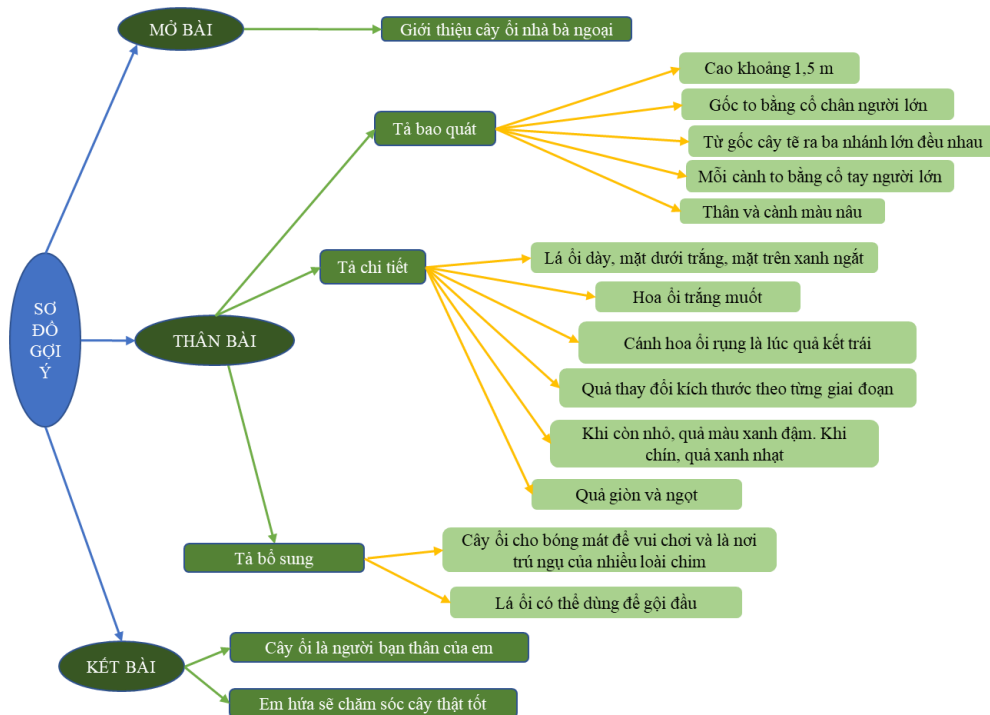 MỞ BÀI
Giới thiệu cây ổi nhà bà ngoại
Cao khoảng 1,5 m
Gốc to bằng cổ chân người lớn
Tả bao quát
Từ gốc cây tẽ ra ba nhánh lớn đều nhau
Mỗi cành to bằng cổ tay người lớn
Thân và cành màu nâu
Tả chi tiết
Lá ổi dày, mặt dưới trắng, mặt trên xanh ngắt
Hoa ổi trắng muốt
SƠ
ĐỒ
GỢI
Ý
THÂN BÀI
Cánh hoa ổi rụng là lúc quả kết trái
Quả thay đổi kích thước theo từng giai đoạn
Khi còn nhỏ, quả màu xanh đậm. Khi
chín, quả xanh nhạt
Quả giòn và ngọt
Tả bổ sung
Cây ổi cho bóng mát để vui chơi và là nơi
trú ngụ của nhiều loài chim
Lá ổi có thể dùng để gội đầu
KẾT BÀI
Cây ổi là người bạn thân của em
Em hứa sẽ chăm sóc cây thật tốt